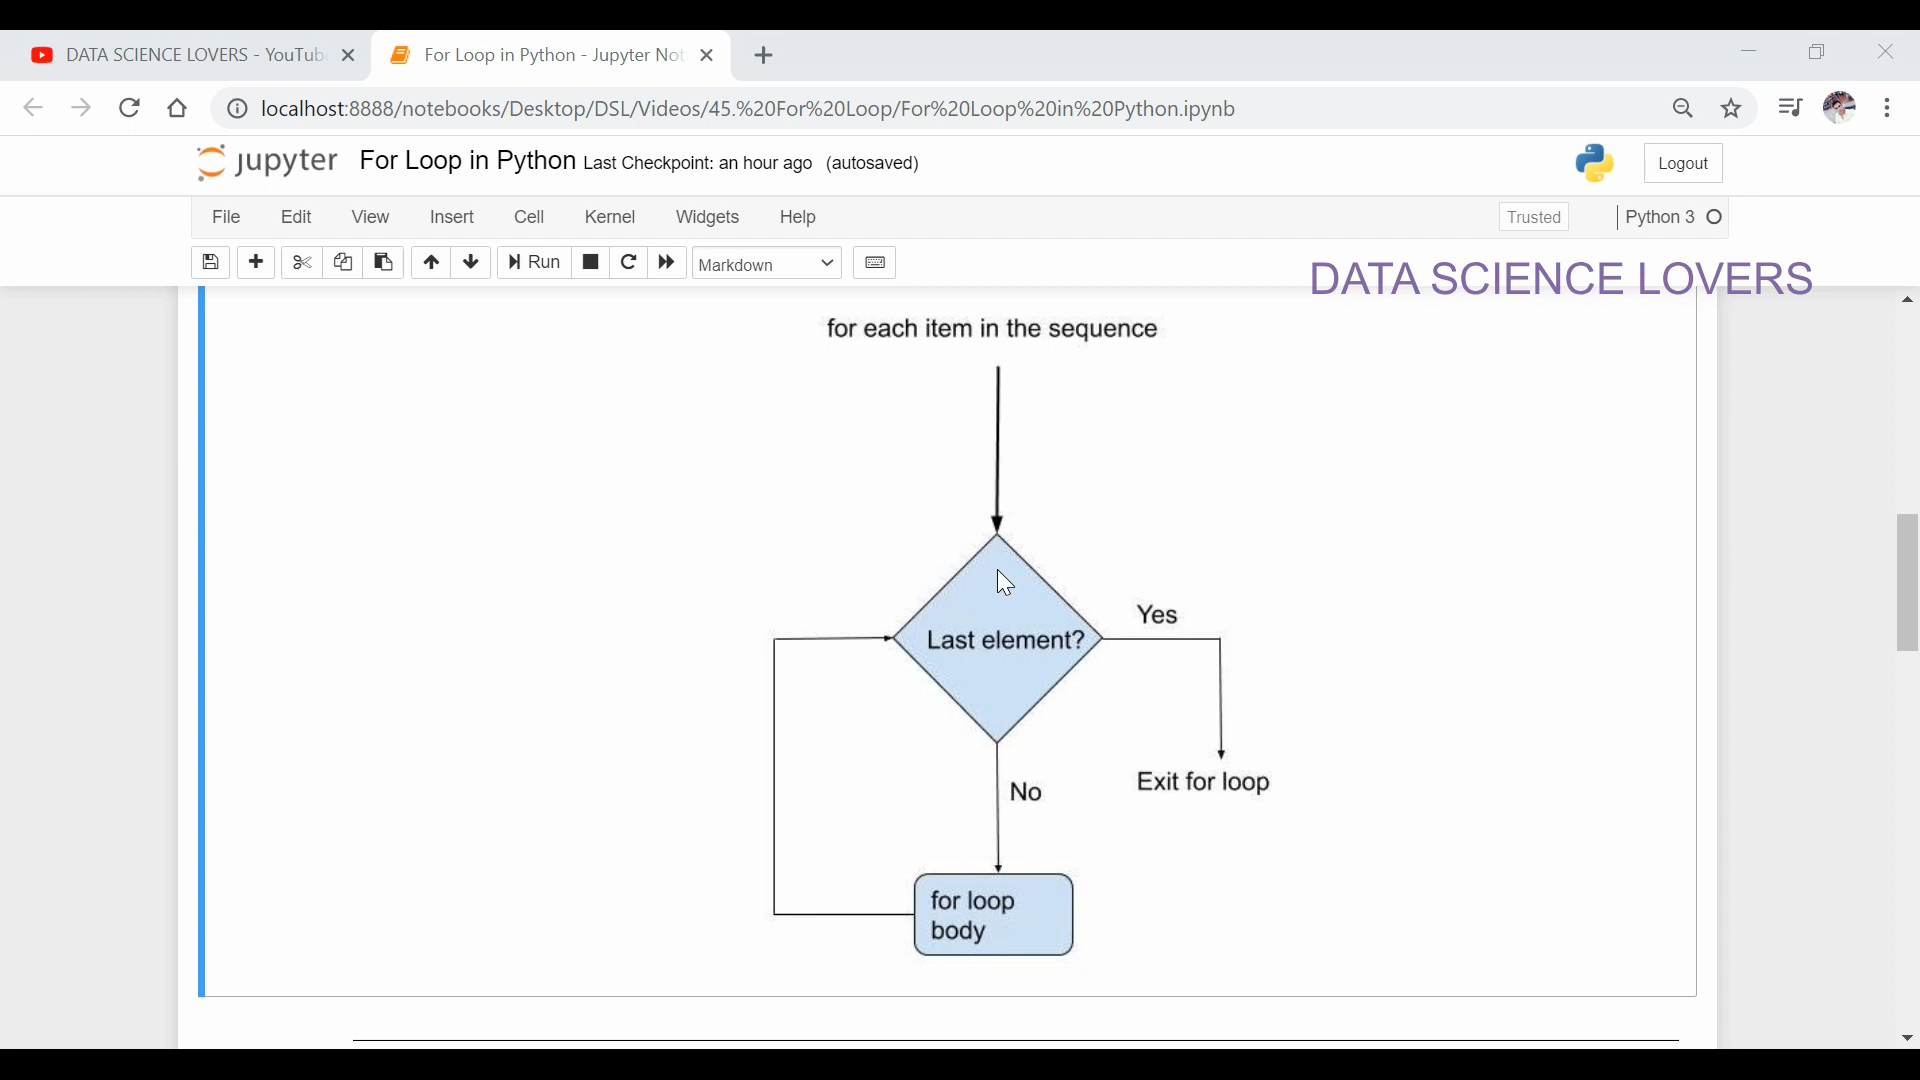 DATA SCIENCE LOVERS - YouTub
For Loop in Python - Jupyter Not
localhost:8888/notebooks/Desktop/DSL/Videos/45.%20For%20Loop/For%20Loop%20in%20Python.ipynb
jupyter For Loop in Python Last Checkpoint: an hour ago (autosaved)
Logout
File Edit View Insert Cell Kernel Widgets Help
Trusted
Python 3
Run
Markdown
DATA SCIENCE LOVERS
for each item in the sequence
Last element?
Yes
No
Exit for loop
for loop
body